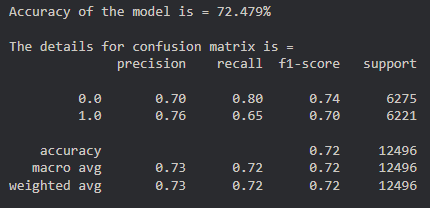 Accuracy of the model is = 72.479%
The details for confusion matrix is =
precision recall f1-score support
0.0 0.70 0.80 0.74 6275
1.0 0.76 0.65 0.70 6221
accuracy 0.72 12496
macro avg 0.73 0.72 0.72 12496
weighted avg 0.73 0.72 0.72 12496